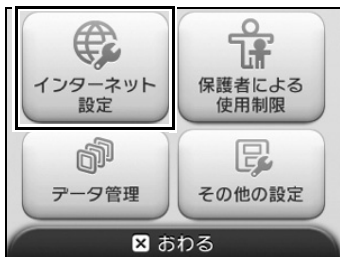 インターネット
設定
保護者による
使用制限
データ管理
その他の設定
おわる